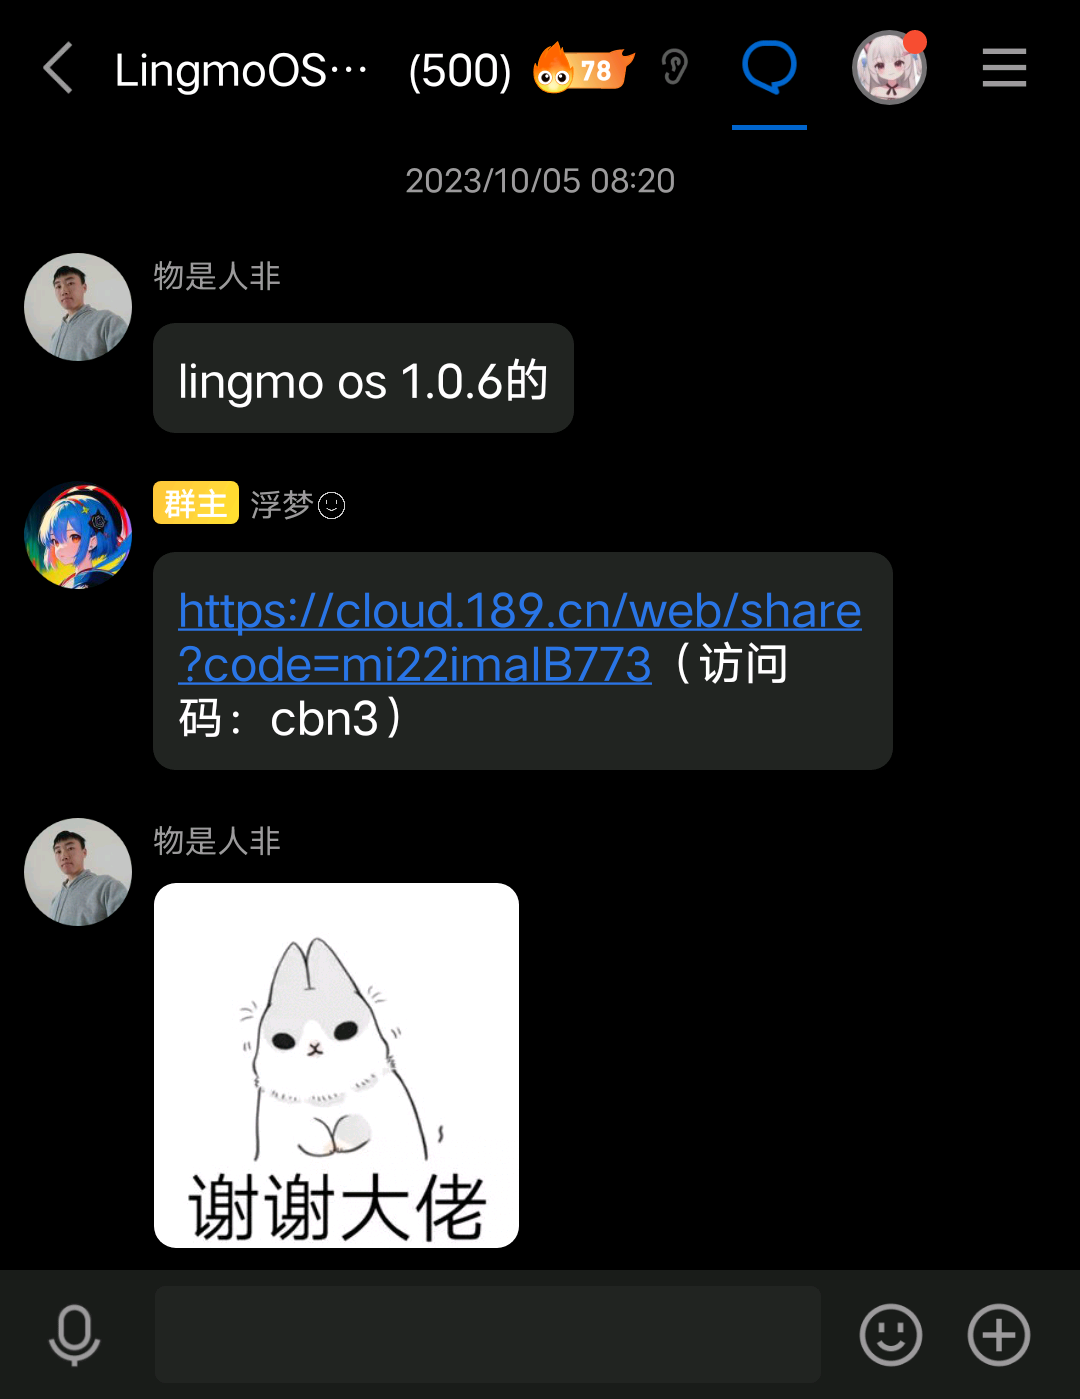 LingmoOS··· (500) 78
2023/10/05 08:20
物是人非
lingmo os 1.0.6的
群主 浮梦
https://cloud.189.cn/web/share
?code=mi22imalB773（访问
码：cbn3）
物是人非
谢谢大佬